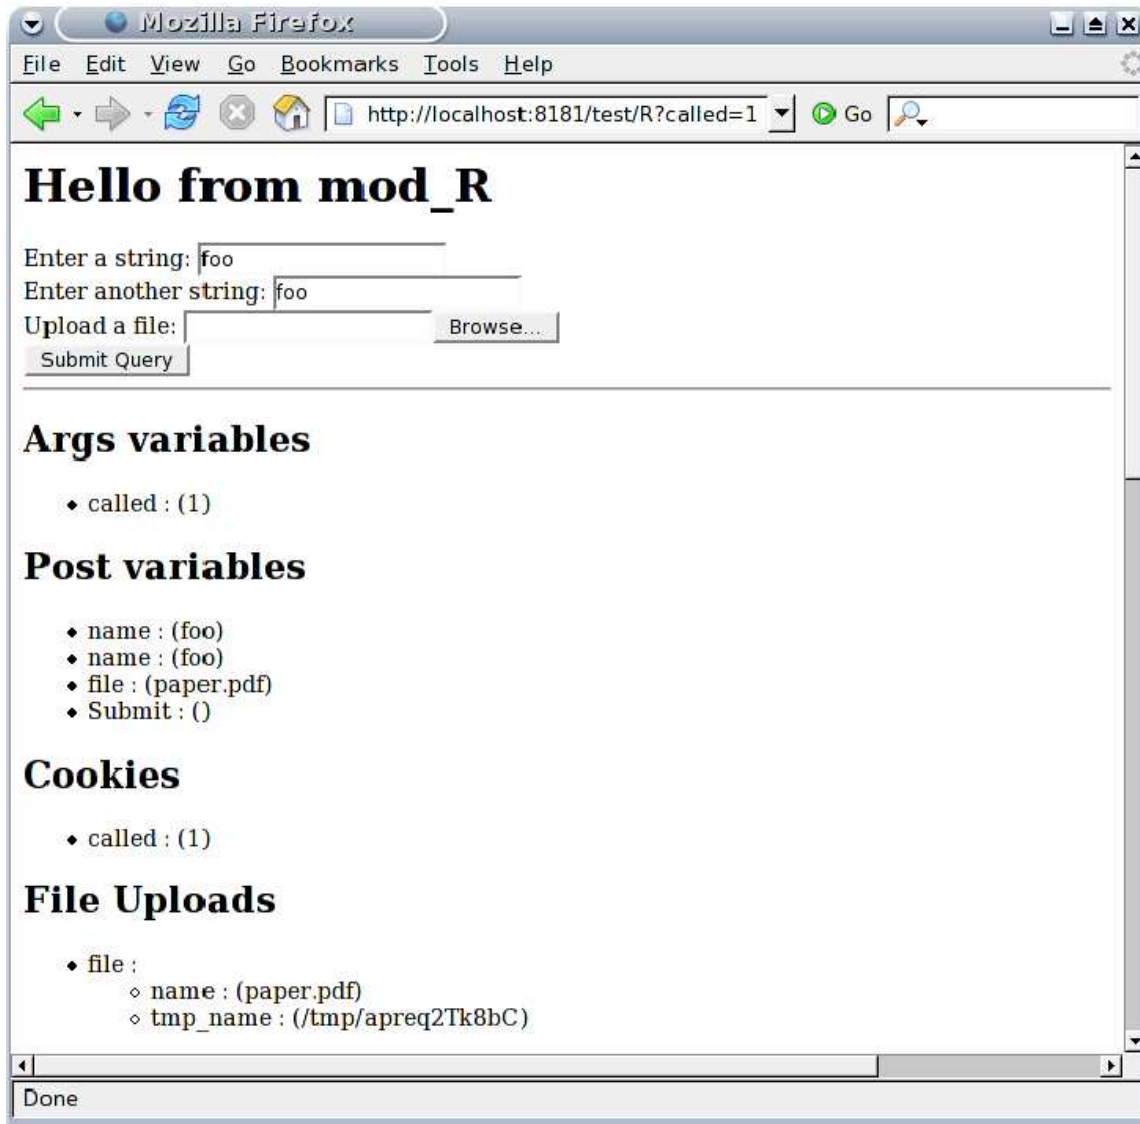 Mozilla Firefox
File Edit View Go Bookmarks Tools Help
http://localhost:8181/test/R?called=1 Go
Hello from mod_R
Enter a string: foo
Enter another string: foo
Upload a file: Browse...
Submit Query
Args variables
called : (1)
Post variables
name : (foo)
name : (foo)
file : (paper.pdf)
Submit : ()
Cookies
called : (1)
File Uploads
file :
name : (paper.pdf)
tmp_name : (/tmp/apreq2Tk8bC)
Done